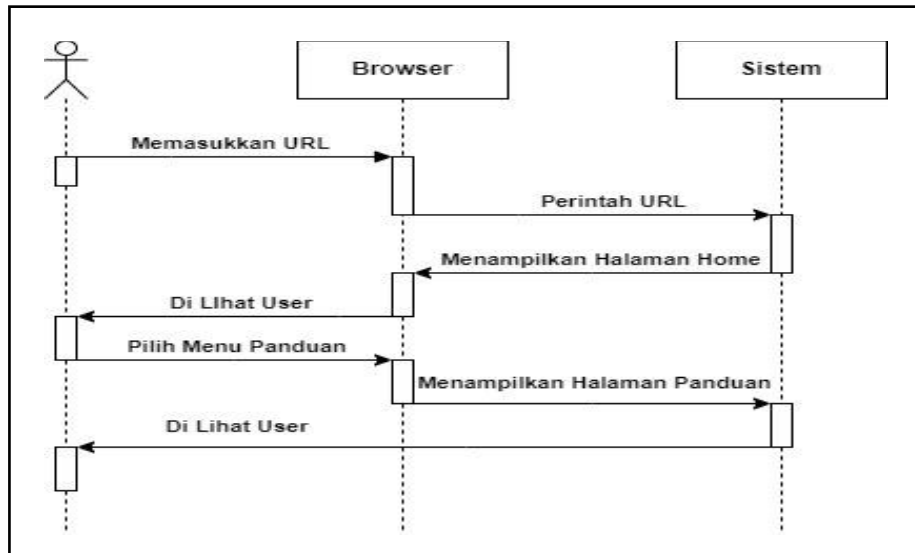 Browser
Sistem
Memasukkan URL
Perintah URL
Menampilkan Halaman Home
Di LIhat User
Pilih Menu Panduan
Menampilkan Halaman Panduan
Di Lihat User